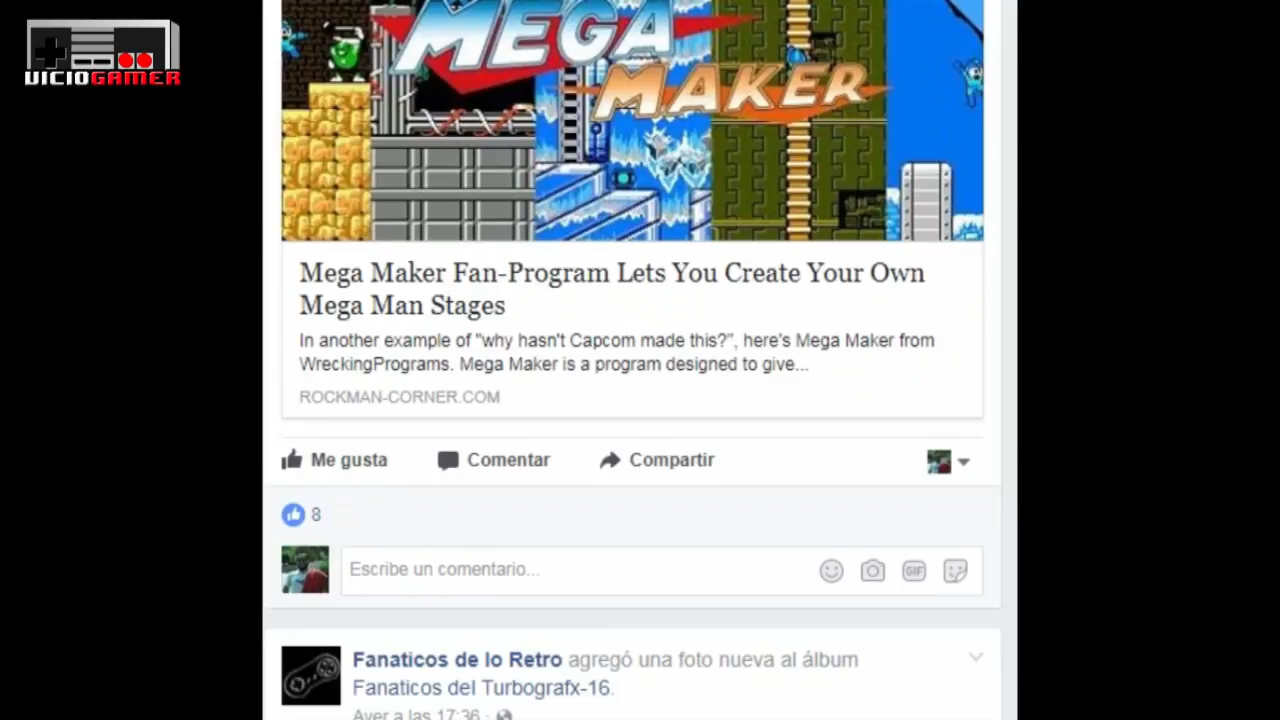 VICIOGAMER
MEGA
MAKER
Mega Maker Fan-Program Lets You Create Your Own
Mega Man Stages
In another example of "why hasn't Capcom made this?", here's Mega Maker from
WreckingPrograms. Mega Maker is a program designed to give...
ROCKMAN-CORNER.COM
Me gusta Comentar Compartir
8
Escribe un comentario... GIF
Fanaticos de lo Retro agregó una foto nueva al álbum
Fanaticos del Turbografx-16.
Ayer a las 17:36 ·